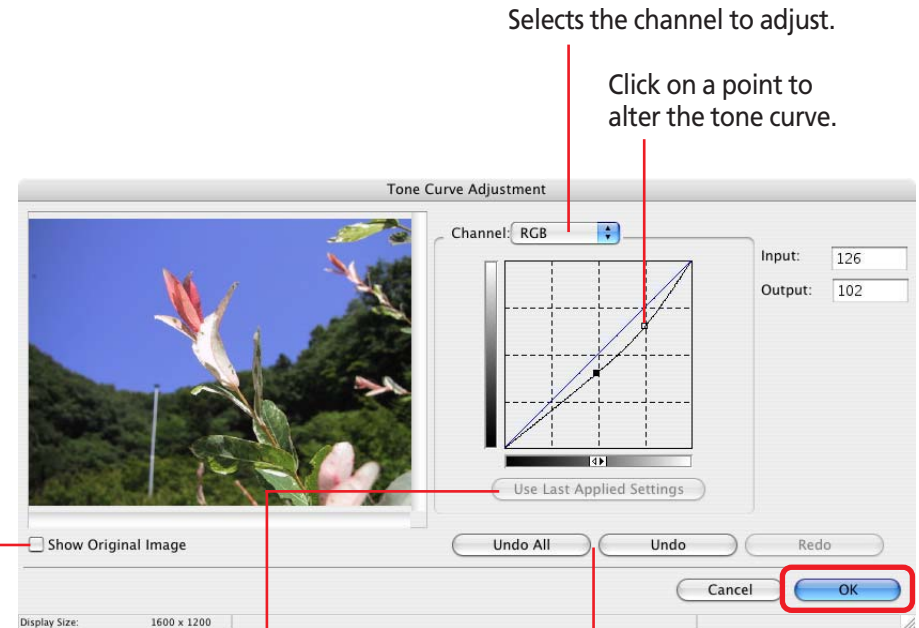 Selects the channel to adjust.
Click on a point to
alter the tone curve.
Tone Curve Adjustment
Channel: RGB
Input: 126
Output: 102
Use Last Applied Settings
Show Original Image
Undo All
Undo
Redo
Cancel
OK
Display Size: 1600 x 1200